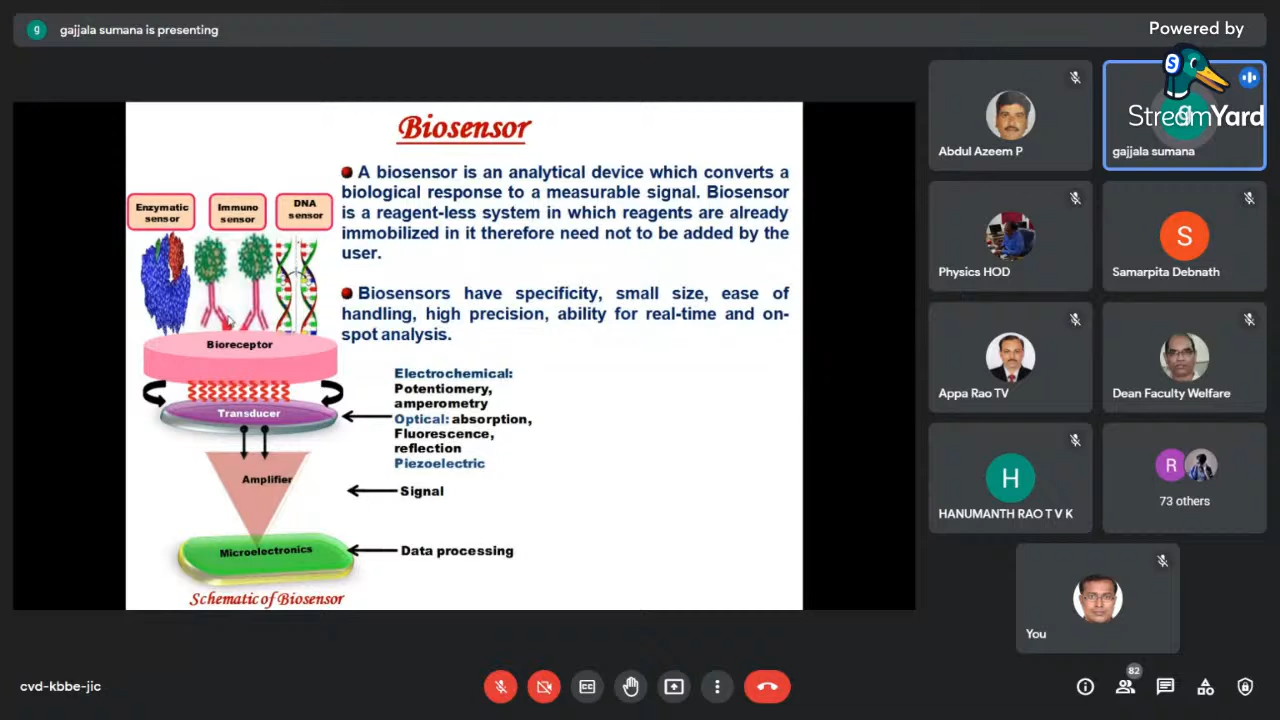 g
gajjala sumana is presenting
Powered by
StreamYard
S
Biosensor
A biosensor is an analytical device which converts a
biological response to a measurable signal. Biosensor
is a reagent-less system in which reagents are already
immobilized in it therefore need not to be added by the
user.
Biosensors have specificity, small size, ease of
handling, high precision, ability for real-time and on-
spot analysis.
Enzymatic
sensor
Immuno
sensor
DNA
sensor
Bioreceptor
Transducer
Amplifier
Microelectronics
Schematic of Biosensor
Electrochemical:
Potentiomery,
amperometry
Optical: absorption,
Fluorescence,
reflection
Piezoelectric
Signal
Data processing
Abdul Azeem P
g
gajjala sumana
Physics HOD
S
Samarpita Debnath
Appa Rao TV
Dean Faculty Welfare
H
HANUMANTH RAO T V K
R
73 others
You
cvd-kbbe-jic
CC
82